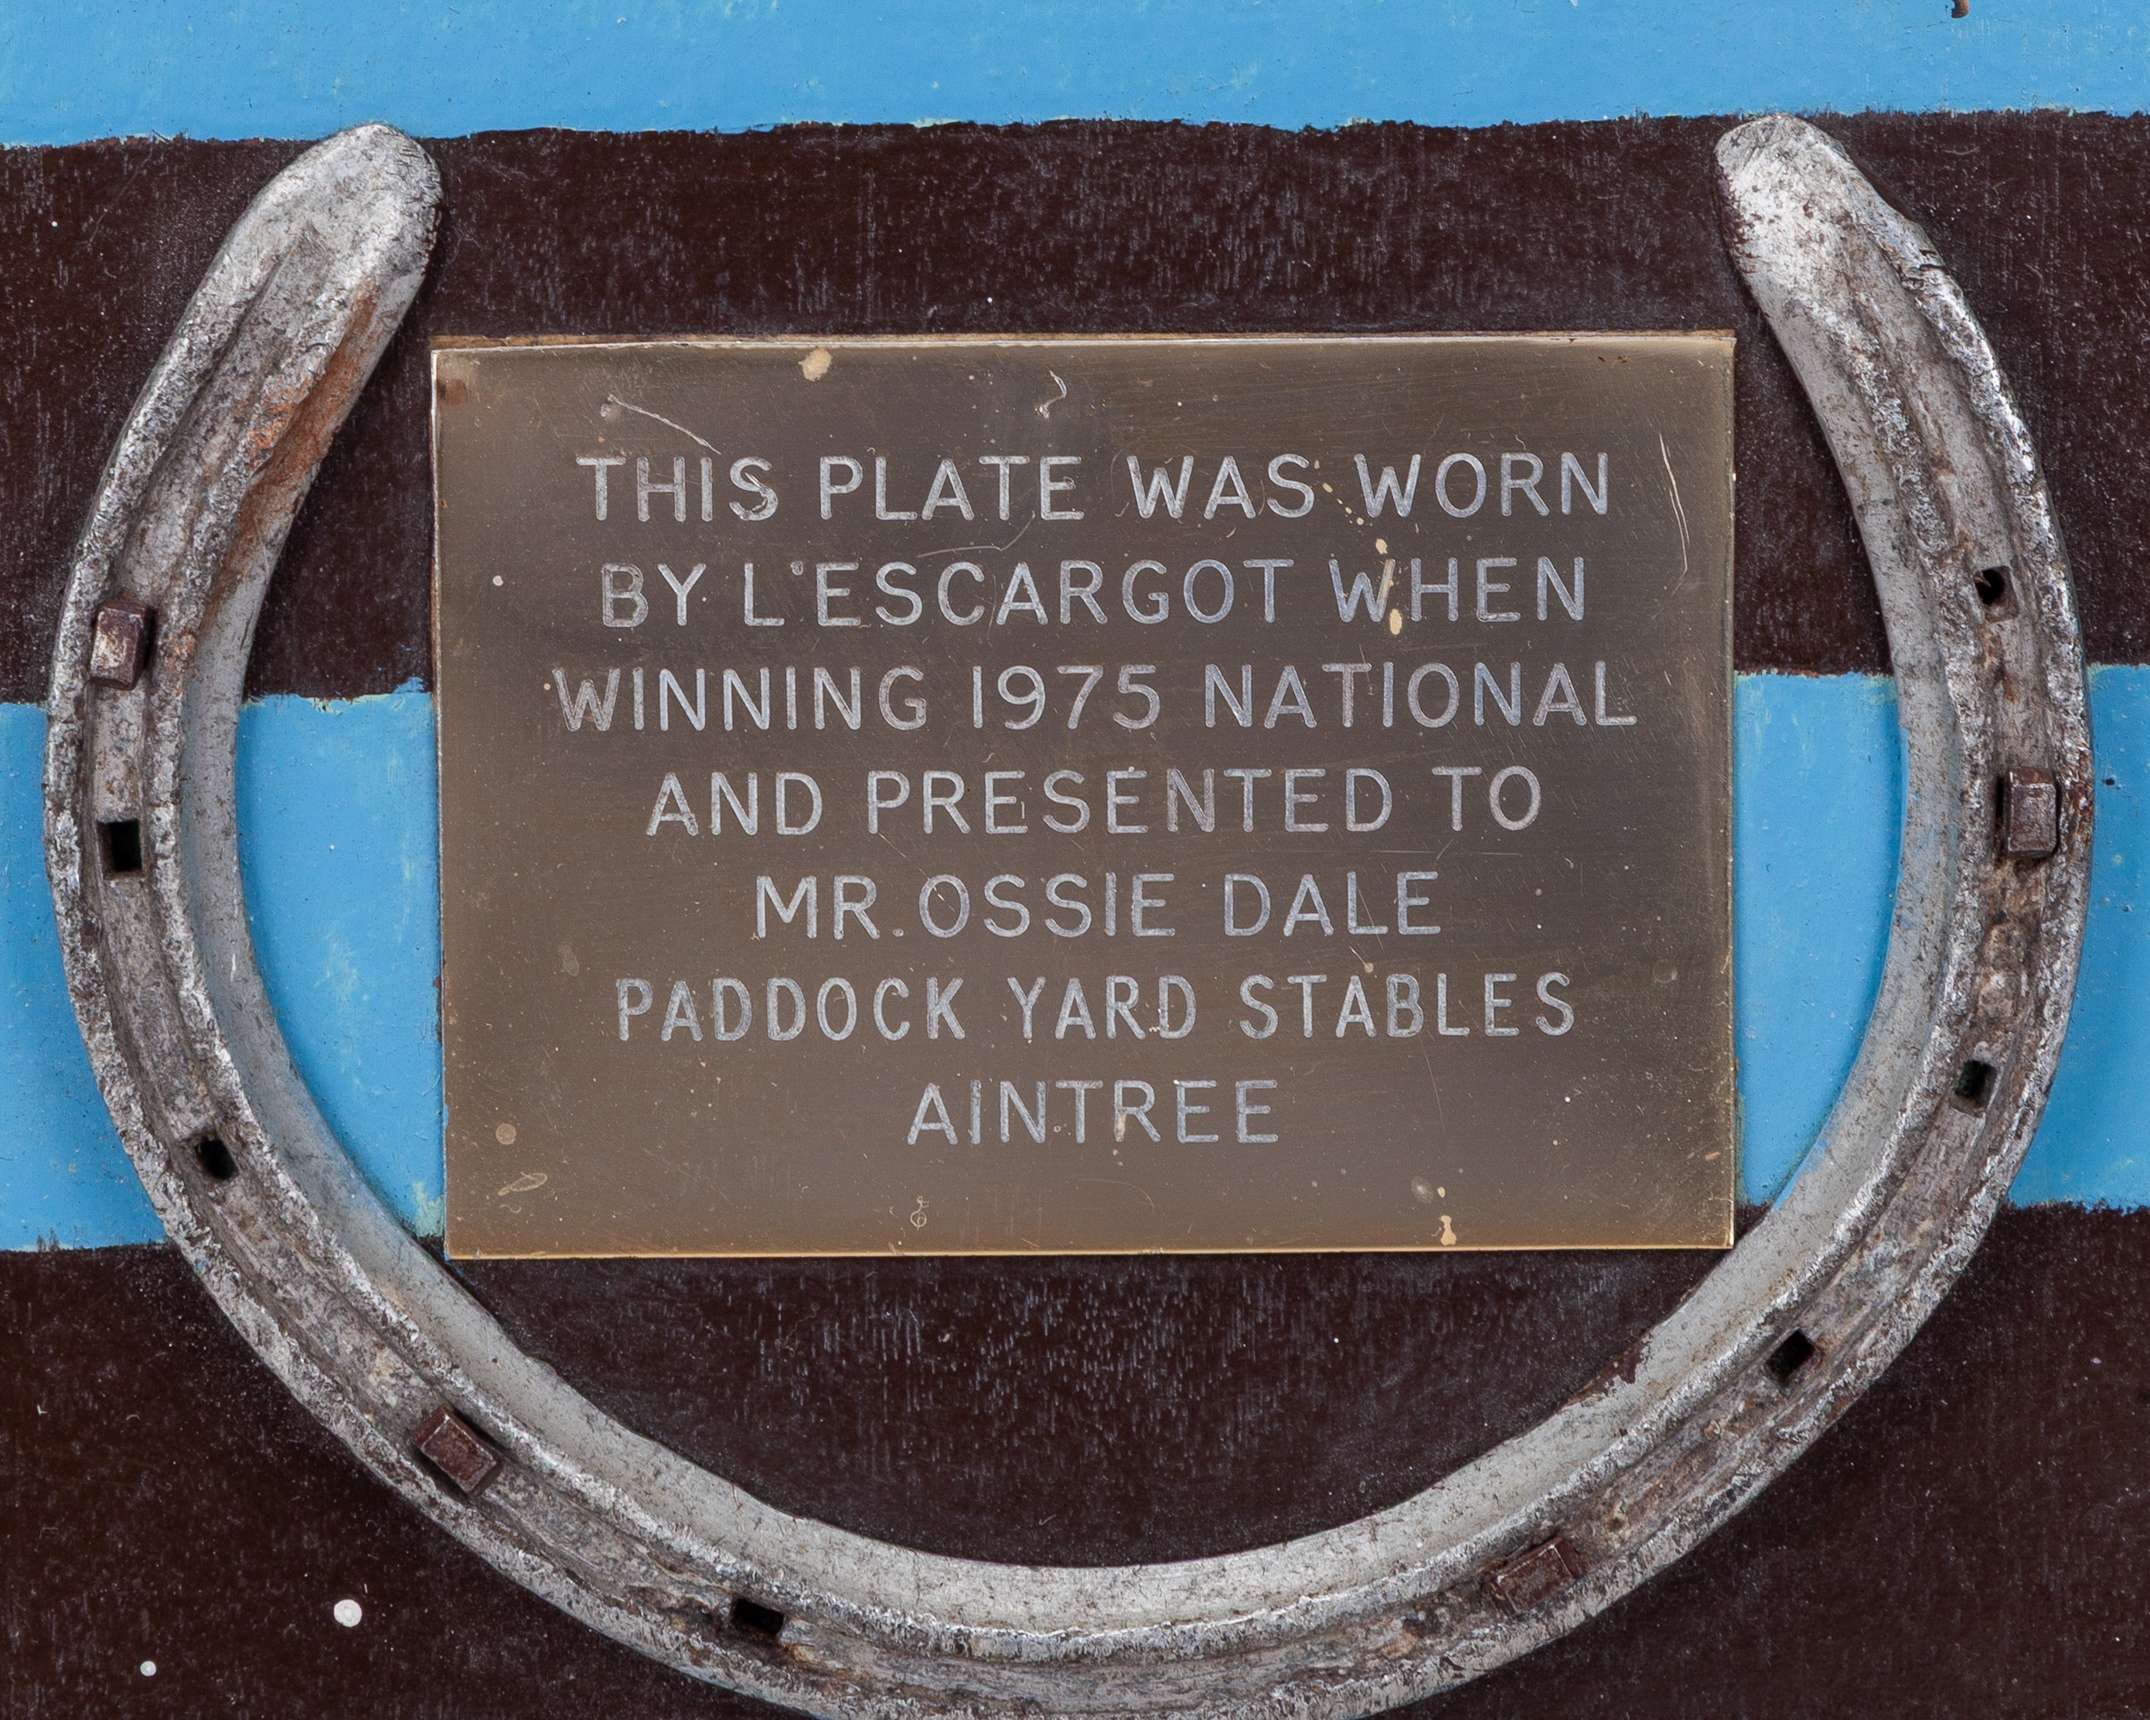 THIS PLATE WAS WORN
BY L'ESCARGOT WHEN
WINNING 1975 NATIONAL
AND PRESENTED TO
MR. OSSIE DALE
PADDOCK YARD STABLES
AINTREE